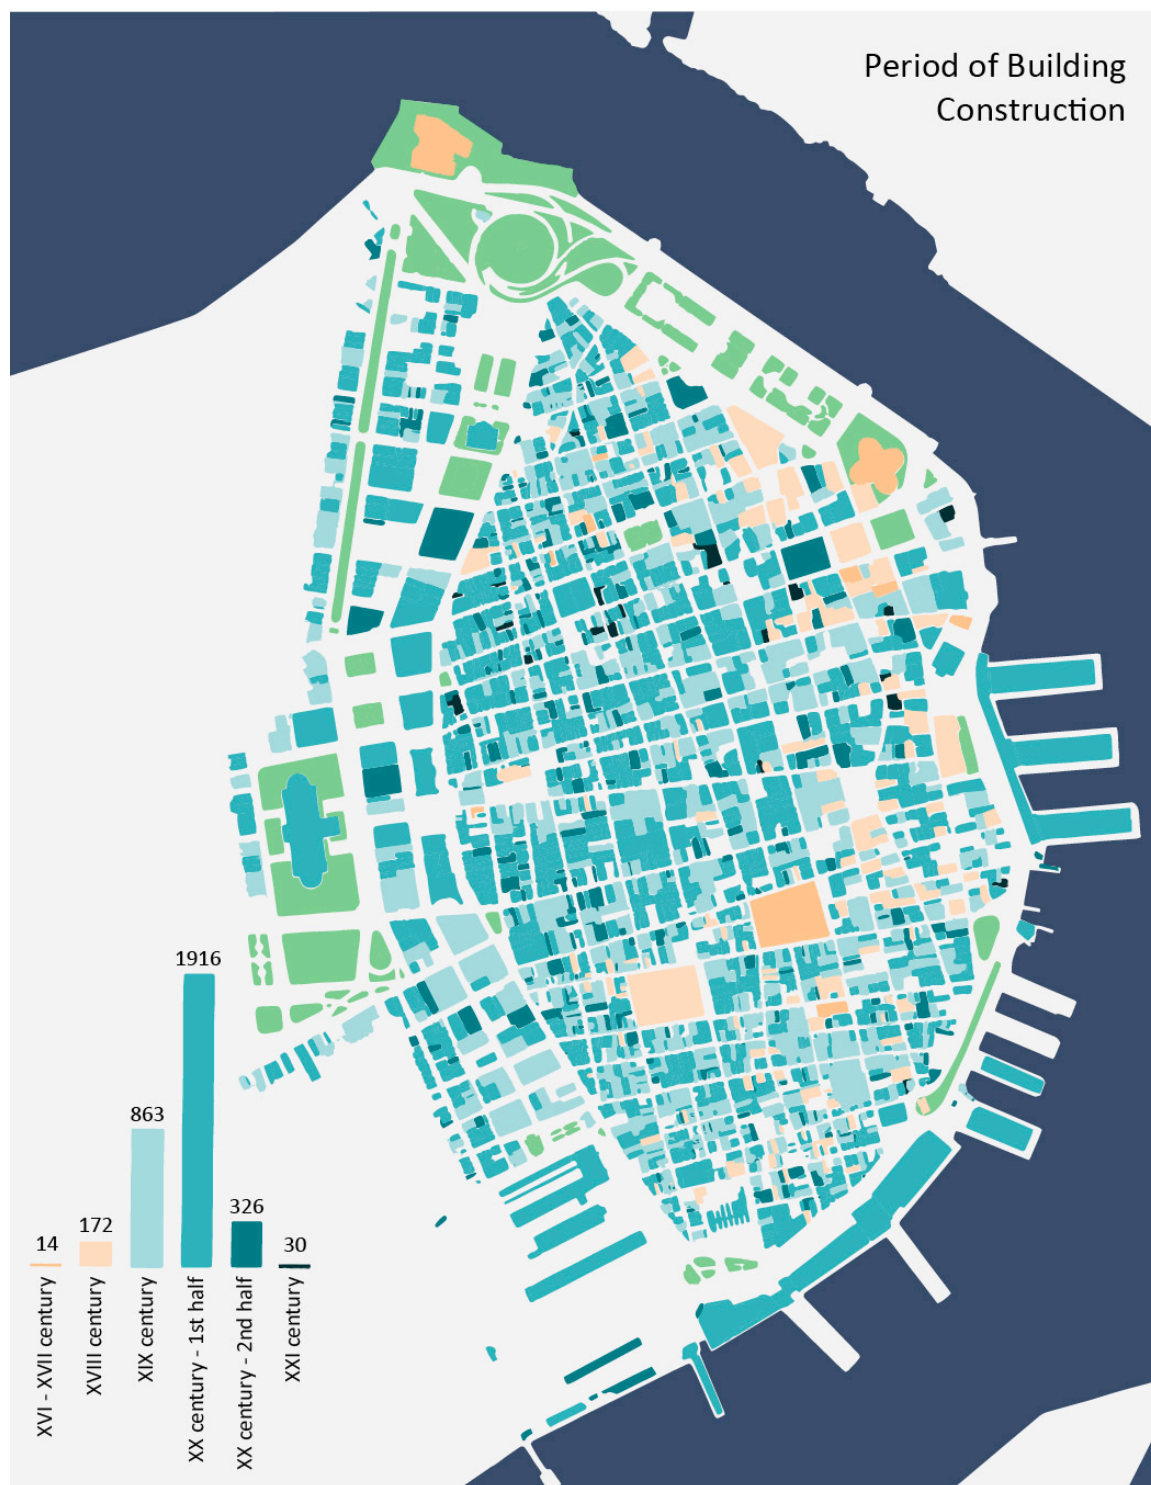 Period of Building
Construction
1916
863
326
172
30
14
XVI - XVII century
XVIII century
XIX century
XX century - 1st half
XX century - 2nd half
XXI century